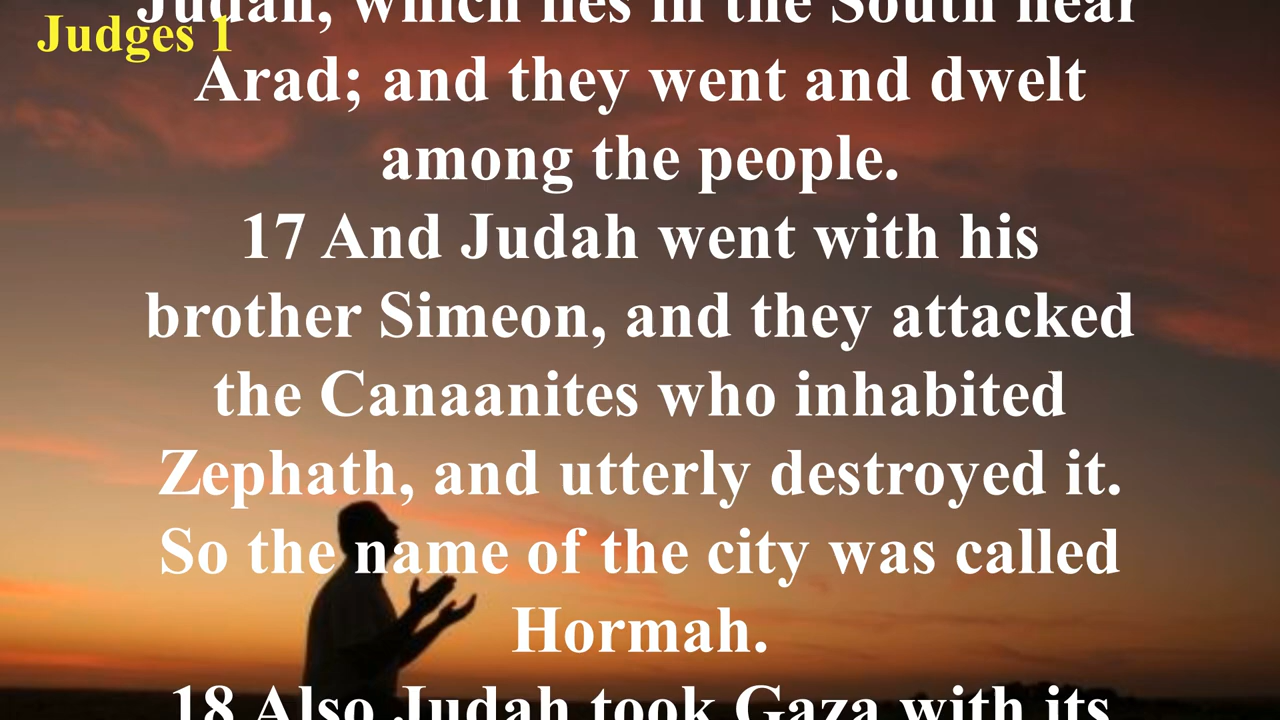 Judges 1
Judah, which lies in the South near
Arad; and they went and dwelt
among the people.
17 And Judah went with his
brother Simeon, and they attacked
the Canaanites who inhabited
Zephath, and utterly destroyed it.
So the name of the city was called
Hormah.
18 Also Judah took Gaza with its